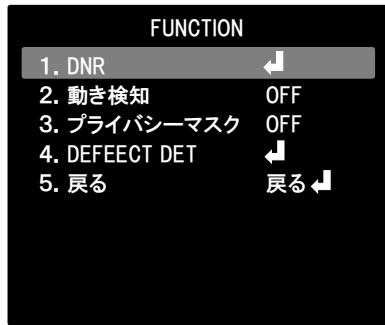 FUNCTION
1. DNR ↲
2. 動き検知 OFF
3. プライバシーマスク OFF
4. DEFEECT DET ↲
5. 戻る 戻る↲